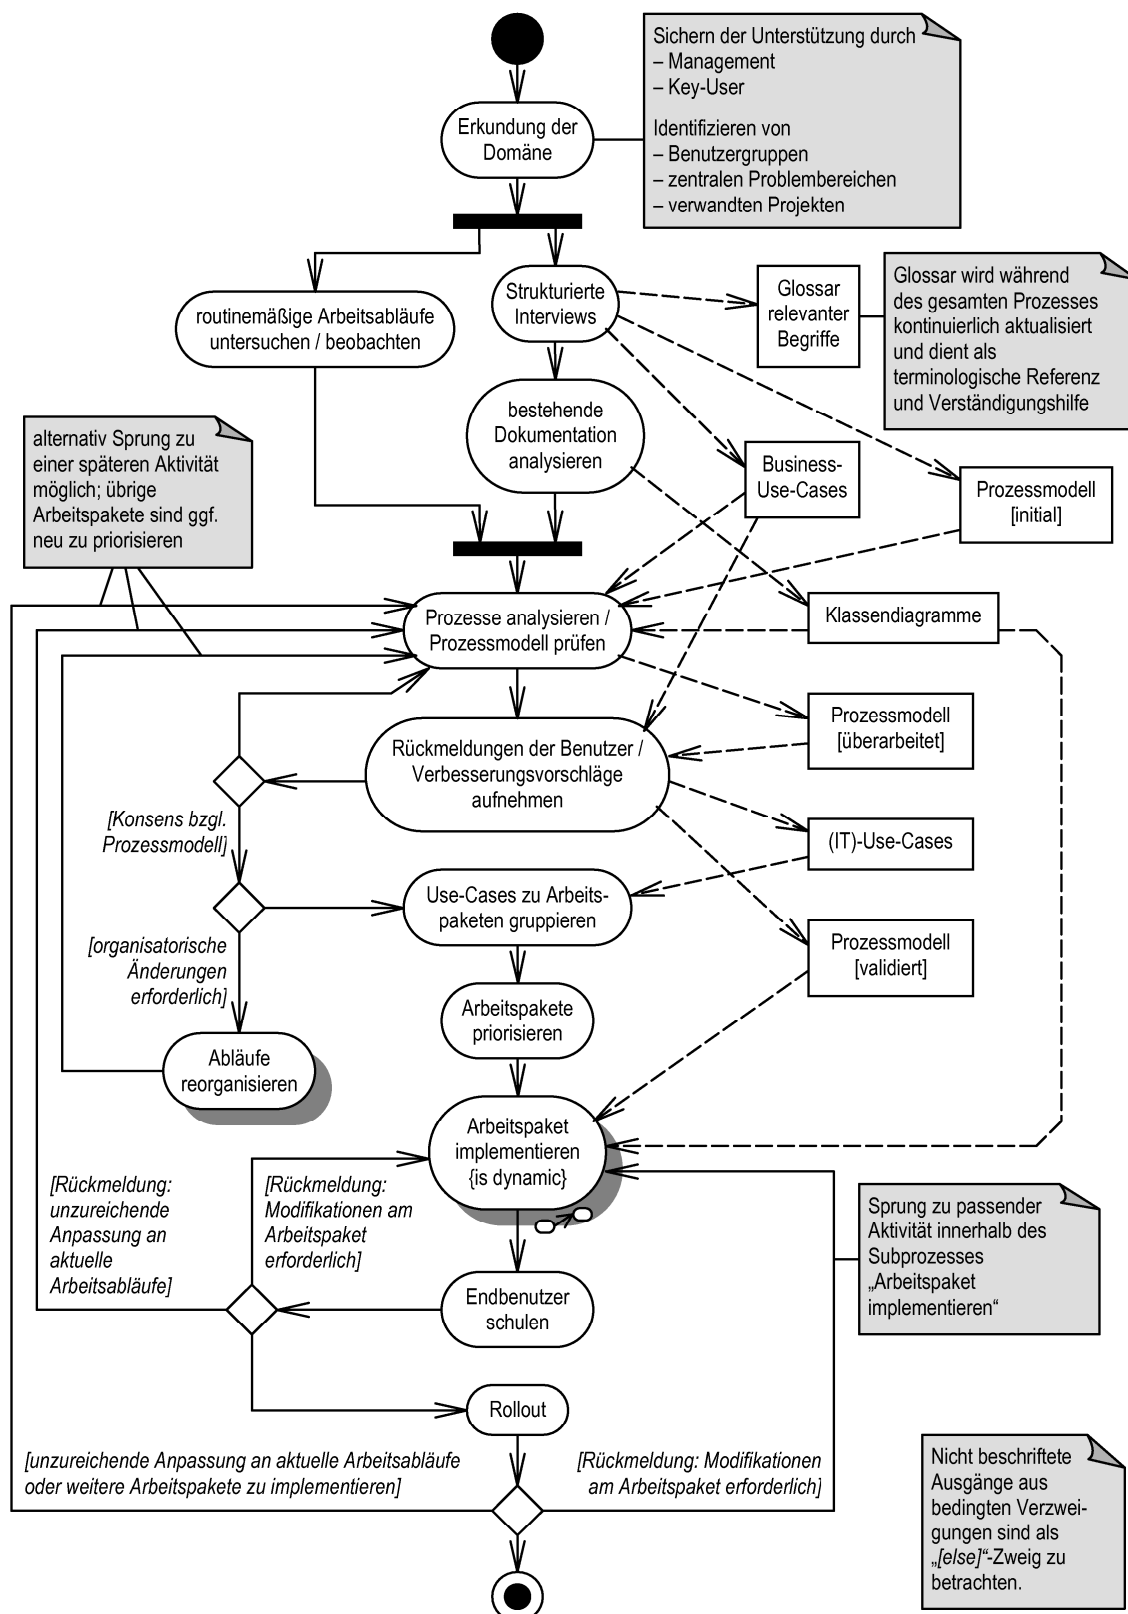 Sichern der Unterstützung durch
– Management
– Key-User
Identifizieren von
– Benutzergruppen
– zentralen Problembereichen
– verwandten Projekten
Erkundung der
Domäne
routinemäßige Arbeitsabläufe
untersuchen / beobachten
Strukturierte
Interviews
Glossar
relevanter
Begriffe
Glossar wird während
des gesamten Prozesses
kontinuierlich aktualisiert
und dient als
terminologische Referenz
und Verständigungshilfe
bestehende
Dokumentation
analysieren
alternativ Sprung zu
einer späteren Aktivität
möglich; übrige
Arbeitspakete sind ggf.
neu zu priorisieren
Business-
Use-Cases
Prozessmodell
[initial]
Prozesse analysieren /
Prozessmodell prüfen
Klassendiagramme
Rückmeldungen der Benutzer /
Verbesserungsvorschläge
aufnehmen
Prozessmodell
[überarbeitet]
[Konsens bzgl.
Prozessmodell]
(IT)-Use-Cases
Use-Cases zu Arbeits-
paketen gruppieren
[organisatorische
Änderungen
erforderlich]
Prozessmodell
[validiert]
Arbeitspakete
priorisieren
Abläufe
reorganisieren
Arbeitspaket
implementieren
{is dynamic}
[Rückmeldung:
unzureichende
Anpassung an
aktuelle
Arbeitsabläufe]
[Rückmeldung:
Modifikationen am
Arbeitspaket
erforderlich]
Sprung zu passender
Aktivität innerhalb des
Subprozesses
„Arbeitspaket
implementieren“
Endbenutzer
schulen
Rollout
[unzureichende Anpassung an aktuelle Arbeitsabläufe
oder weitere Arbeitspakete zu implementieren]
[Rückmeldung: Modifikationen
am Arbeitspaket erforderlich]
Nicht beschriftete
Ausgänge aus
bedingten Verzwei-
gungen sind als
„[else]“-Zweig zu
betrachten.